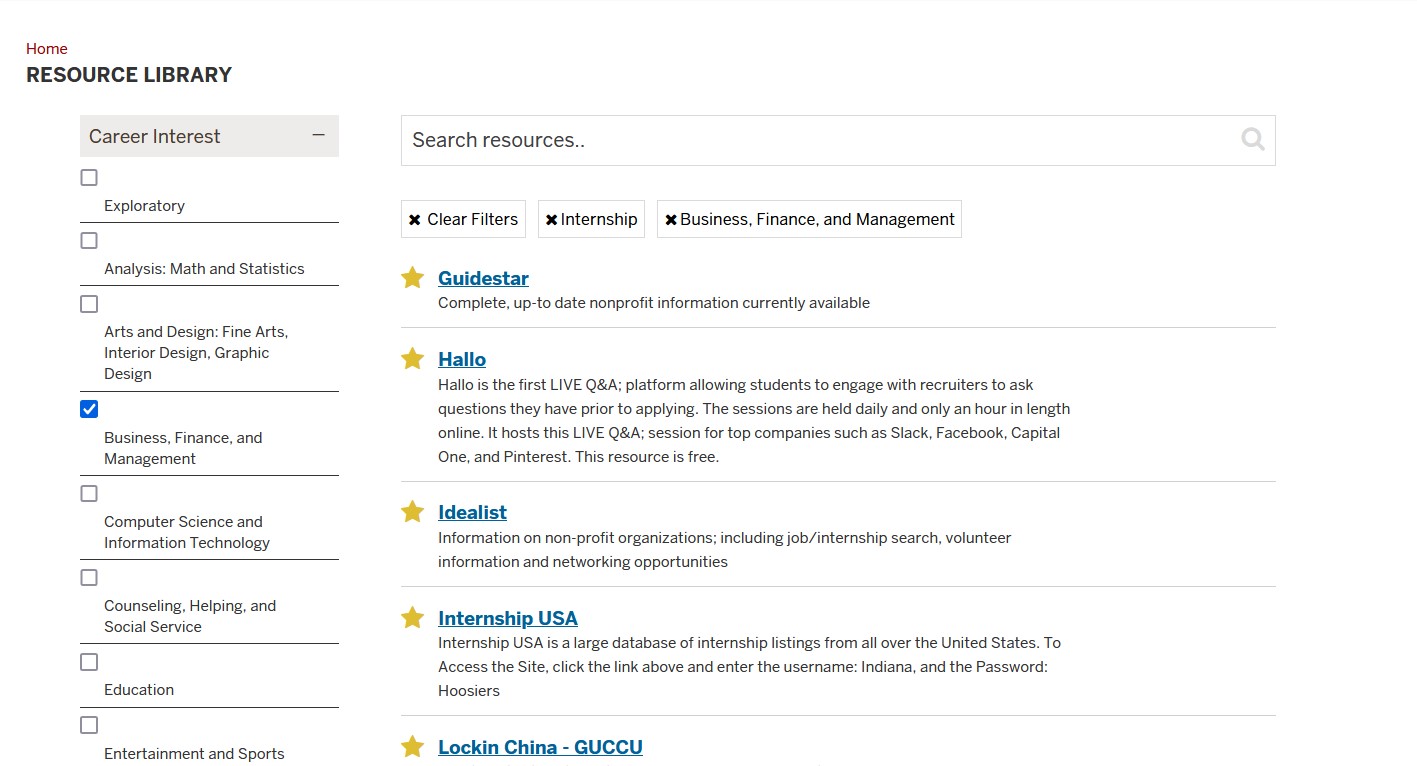 Home
RESOURCE LIBRARY
Career Interest
Exploratory
Analysis: Math and Statistics
Arts and Design: Fine Arts,
Interior Design, Graphic
Design
Business, Finance, and
Management
Computer Science and
Information Technology
Counseling, Helping, and
Social Service
Education
Entertainment and Sports
Search resources..
Clear Filters
Internship
Business, Finance, and Management
Guidestar
Complete, up-to date nonprofit information currently available
Hallo
Hallo is the first LIVE Q&A; platform allowing students to engage with recruiters to ask
questions they have prior to applying. The sessions are held daily and only an hour in length
online. It hosts this LIVE Q&A; session for top companies such as Slack, Facebook, Capital
One, and Pinterest. This resource is free.
Idealist
Information on non-profit organizations; including job/internship search, volunteer
information and networking opportunities
Internship USA
Internship USA is a large database of internship listings from all over the United States. To
Access the Site, click the link above and enter the username: Indiana, and the Password:
Hoosiers
Lockin China - GUCCU